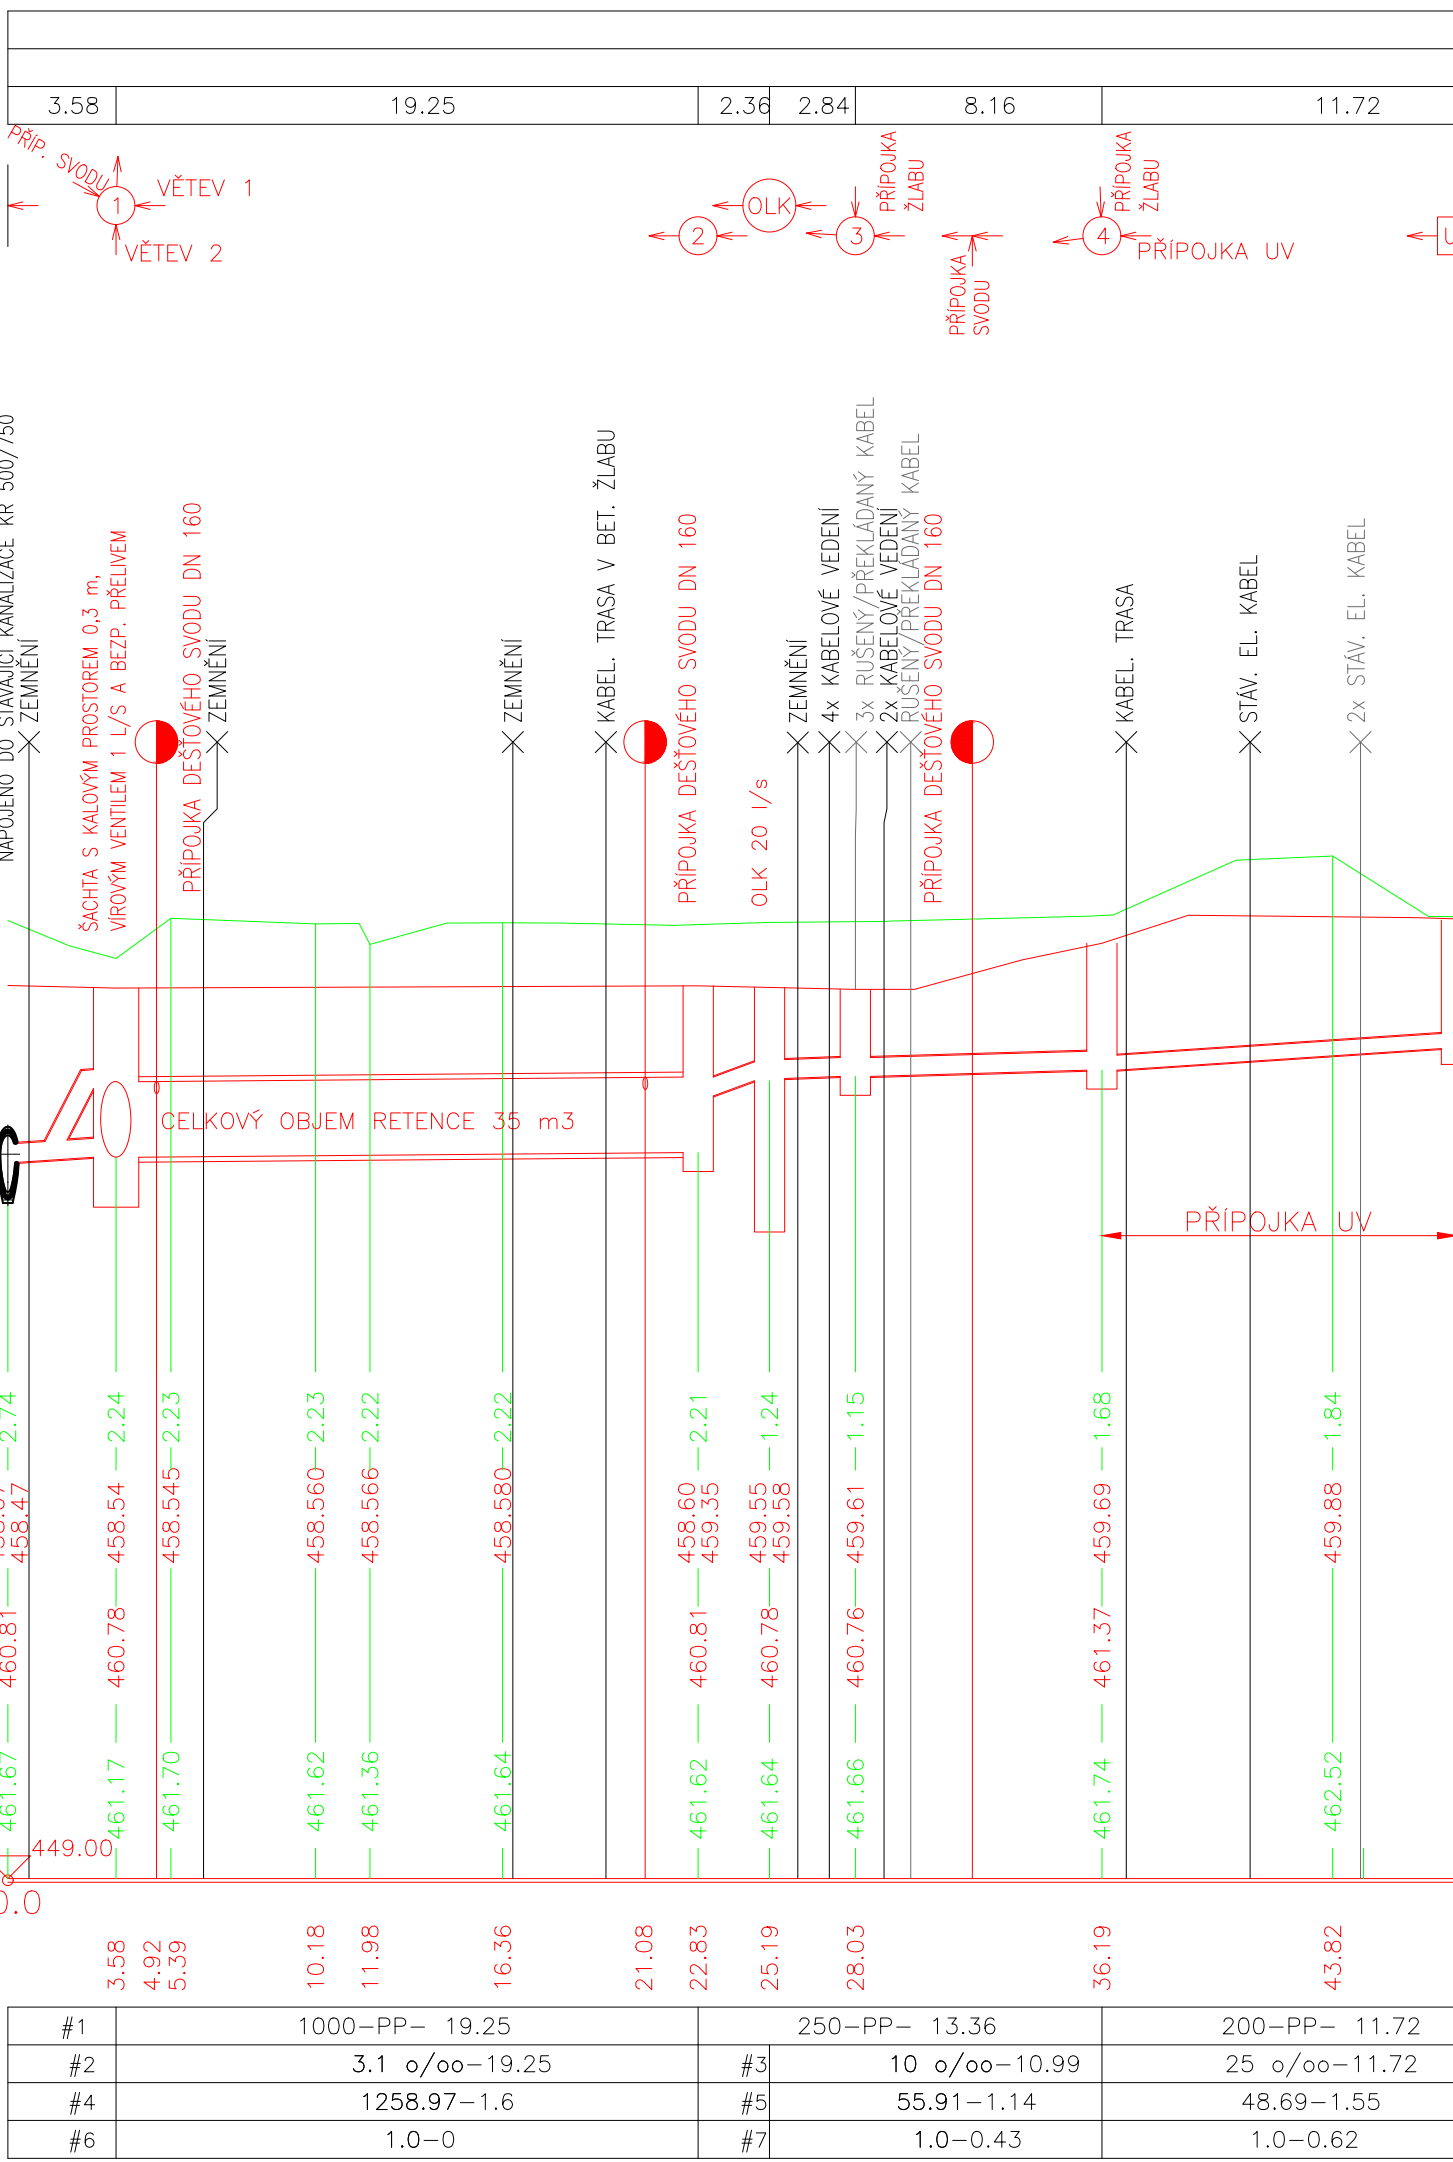 3.58 19.25 2.36 2.84 8.16 11.72
PŘÍP. SVODU
1
VĚTEV 1
VĚTEV 2
2
OLK
3
PŘÍPOJKA
ŽLABU
PŘÍPOJKA
SVODU
4
PŘÍPOJKA
ŽLABU
PŘÍPOJKA UV
NAPOJENO DO STÁVAJÍCÍ KANALIZACE KR 500/750
ZEMNĚNÍ
ŠACHTA S KALOVÝM PROSTOREM 0,3 m,
VÍROVÝM VENTILEM 1 L/S A BEZP. PŘELIVEM
PŘÍPOJKA DEŠŤOVÉHO SVODU DN 160
ZEMNĚNÍ
ZEMNĚNÍ
KABEL. TRASA V BET. ŽLABU
PŘÍPOJKA DEŠŤOVÉHO SVODU DN 160
OLK 20 l/s
ZEMNĚNÍ
4x KABELOVÉ VEDENÍ
3x RUŠENÝ/PŘEKLÁDANÝ KABEL
2x KABELOVÉ VEDENÍ
RUŠENÝ/PŘEKLÁDANÝ KABEL
PŘÍPOJKA DEŠŤOVÉHO SVODU DN 160
KABEL. TRASA
STÁV. EL. KABEL
2x STÁV. EL. KABEL
CELKOVÝ OBJEM RETENCE 35 m3
PŘÍPOJKA UV
2.74 2.24 2.23 2.23 2.22 2.22 2.21 1.24 1.15 1.68 1.84
458.47 458.54 458.545 458.560 458.566 458.580 458.60 459.35 459.55 459.58 459.61 459.69 459.88
460.81 460.78 460.81 460.78 460.76 461.37
461.67 461.17 461.70 461.62 461.36 461.64 461.62 461.64 461.66 461.74 462.52
449.00
0.0
3.58 4.92 5.39 10.18 11.98 16.36 21.08 22.83 25.19 28.03 36.19 43.82
#1 1000-PP- 19.25 250-PP- 13.36 200-PP- 11.72
#2 3.1 o/oo-19.25 #3 10 o/oo-10.99 25 o/oo-11.72
#4 1258.97-1.6 #5 55.91-1.14 48.69-1.55
#6 1.0-0 #7 1.0-0.43 1.0-0.62